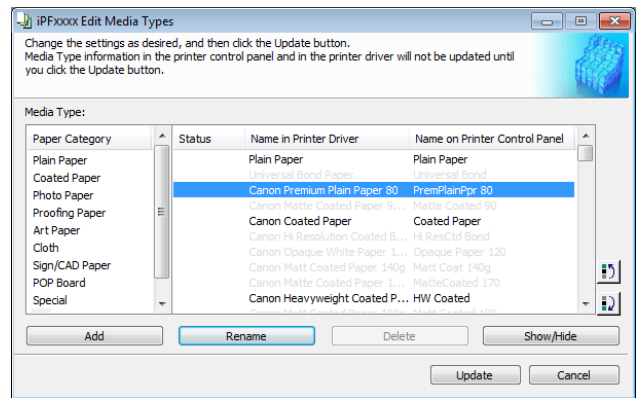 iPFxxxx Edit Media Types
Change the settings as desired, and then click the Update button.
Media Type information in the printer control panel and in the printer driver will not be updated until
you click the Update button.
Media Type:
Paper Category Status Name in Printer Driver Name on Printer Control Panel
Plain Paper Plain Paper Plain Paper
Coated Paper Universal Bond Paper Universal Bond
Photo Paper Canon Premium Plain Paper 80 PremPlainPpr 80
Proofing Paper Canon Matte Coated Paper 9... Matte Coated 90
Art Paper Canon Coated Paper Coated Paper
Cloth Canon Hi Resolution Coated B... Hi ResCtd Bond
Sign/CAD Paper Canon Opaque White Paper 1... Opaque Paper 120
POP Board Canon Matt Coated Paper 140g Matt Coat 140g
Special Canon Matte Coated Paper 1... MatteCoated 170
Canon Heavyweight Coated P... HW Coated
Add Rename Delete Show/Hide
Update Cancel